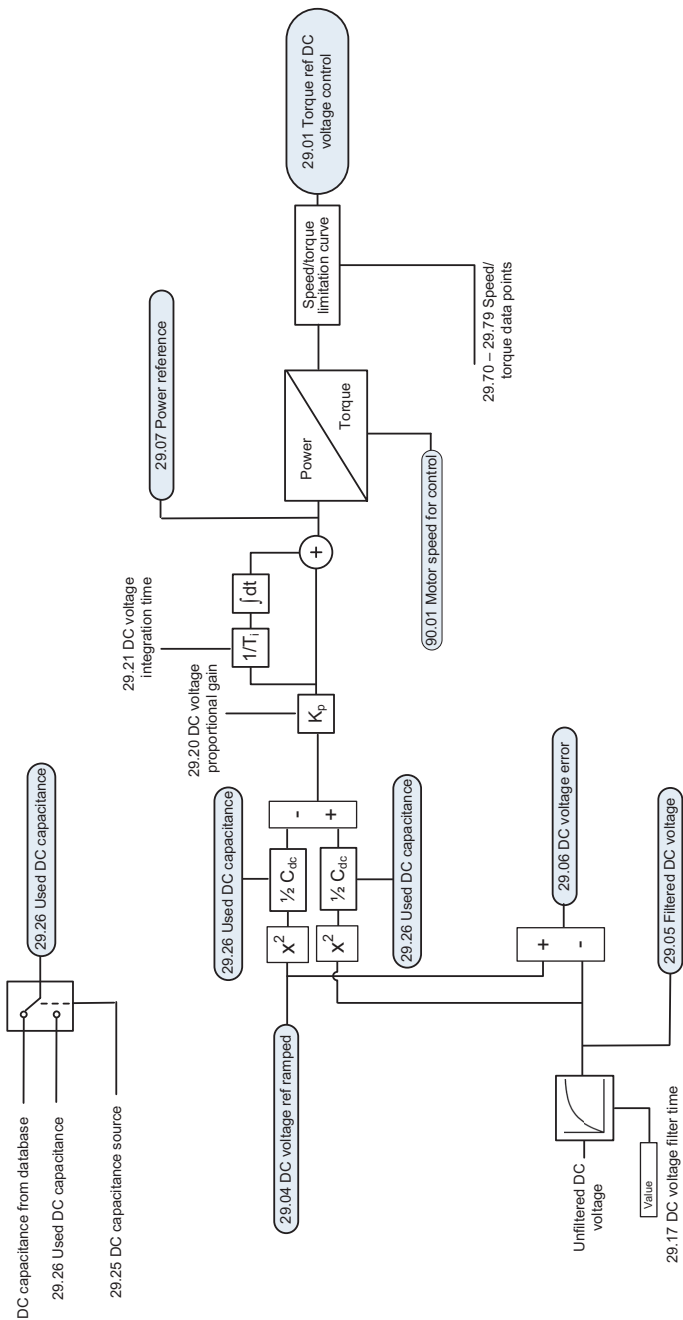 DC capacitance from database
29.26 Used DC capacitance
29.25 DC capacitance source
29.26 Used DC capacitance
29.04 DC voltage ref ramped
x²
x²
29.26 Used DC capacitance
½ Cdc
½ Cdc
29.26 Used DC capacitance
-
+
29.20 DC voltage
proportional gain
Kp
29.21 DC voltage
integration time
1/Ti
∫dt
+
29.07 Power reference
Power
Torque
90.01 Motor speed for control
Speed/torque
limitation curve
29.70 – 29.79 Speed/
torque data points
29.01 Torque ref DC
voltage control
Unfiltered DC
voltage
Value
29.17 DC voltage filter time
+
-
29.06 DC voltage error
29.05 Filtered DC voltage